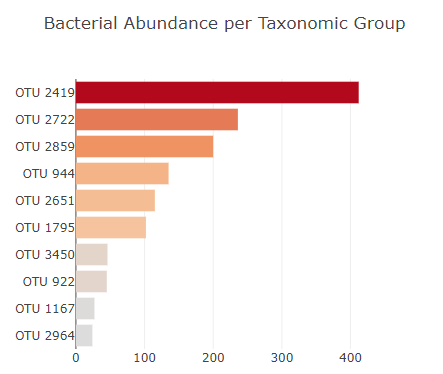 Bacterial Abundance per Taxonomic Group
OTU 2419
OTU 2722
OTU 2859
OTU 944
OTU 2651
OTU 1795
OTU 3450
OTU 922
OTU 1167
OTU 2964
0 100 200 300 400